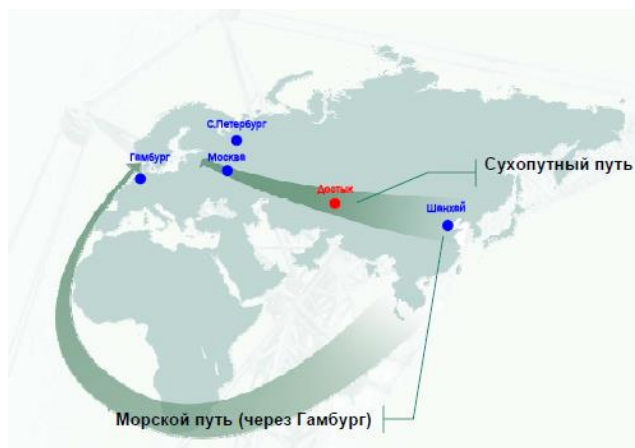 С.Петербург
Гамбург
Москва
Сухопутный путь
Достык
Шанхай
Морской путь (через Гамбург)